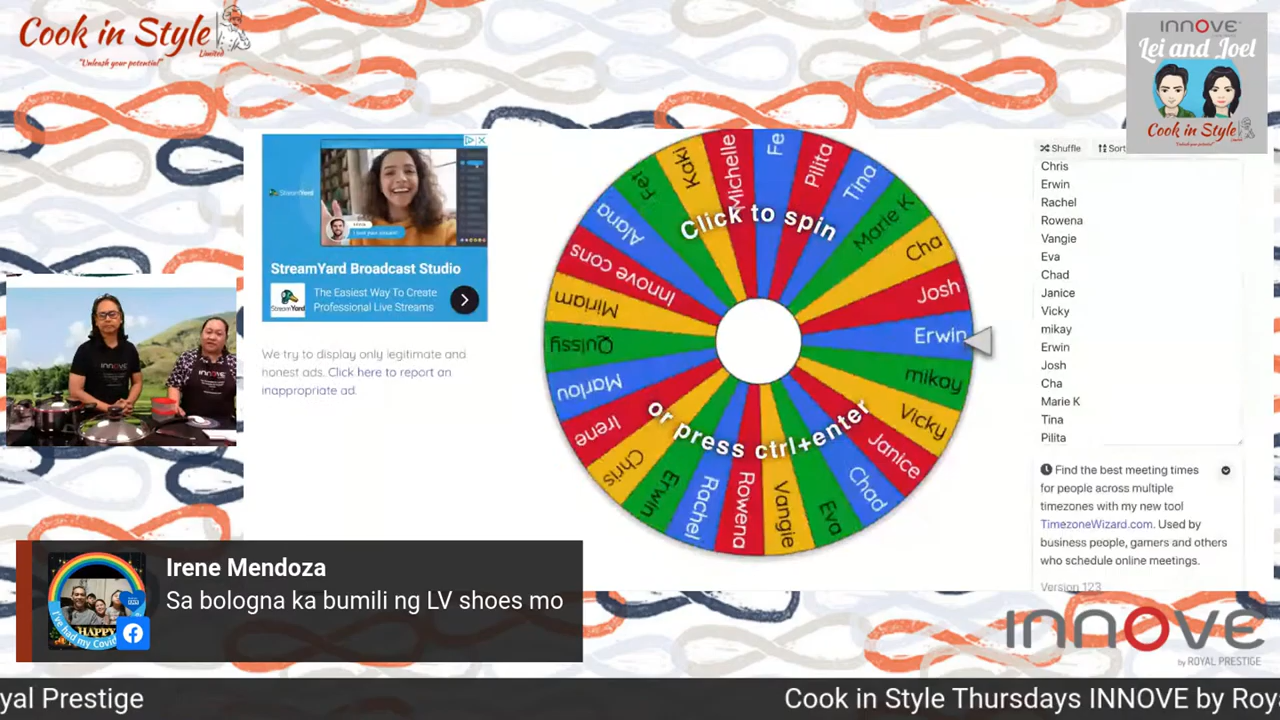 Cook in Style
Limited
"Unleash your potential"
INNOVE
Lei and Joel
Cook in Style
StreamYard
StreamYard Broadcast Studio
The Easiest Way To Create
Professional Live Streams
StreamYard
We try to display only legitimate and
honest ads. Click here to report an
inappropriate ad.
Click to spin
or press ctrl+enter
Fe
Pilita
Tina
Marie K
Cha
Josh
Erwin
mikay
Vicky
Janice
Chad
Eva
Vangie
Rowena
Rachel
Erwin
Chris
Irene
Marlou
Quissy
Miriam
Innove cons
Alana
Fei
Kaki
Michelle
Shuffle
Sort
Chris
Erwin
Rachel
Rowena
Vangie
Eva
Chad
Janice
Vicky
mikay
Erwin
Josh
Cha
Marie K
Tina
Pilita
Find the best meeting times
for people across multiple
timezones with my new tool
TimezoneWizard.com. Used by
business people, gamers and others
who schedule online meetings.
Version 123
INNOVE
INNOVE
Irene Mendoza
Sa bologna ka bumili ng LV shoes mo
INNOVE
by ROYAL PRESTIGE
yal Prestige
Cook in Style Thursdays INNOVE by Roy